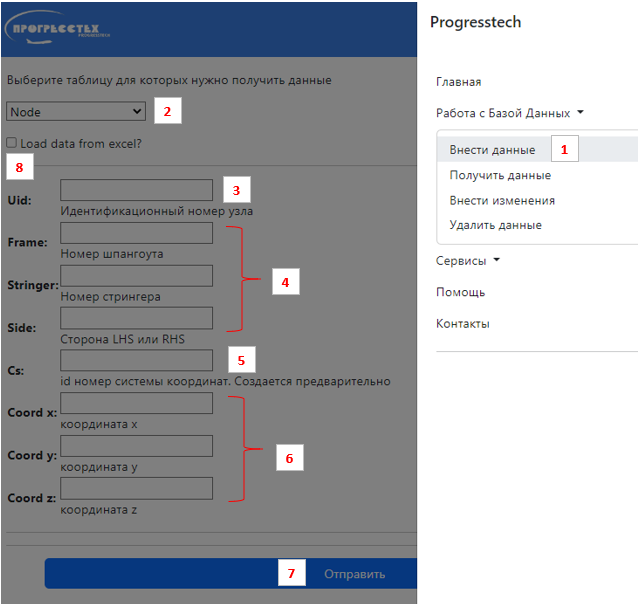 ПРОГРЕССТЕХ
PROGRESSTECH
Выберите таблицу для которых нужно получить данные
Node
2
Load data from excel?
8
Uid:
3
Идентификационный номер узла
Frame:
Номер шпангоута
4
Stringer:
Номер стрингера
Side:
Сторона LHS или RHS
5
Cs:
id номер системы координат. Создается предварительно
Coord x:
координата x
Coord y:
6
координата y
Coord z:
координата z
7
Отправить
Progresstech
Главная
Работа с Базой Данных
Внести данные
1
Получить данные
Внести изменения
Удалить данные
Сервисы
Помощь
Контакты